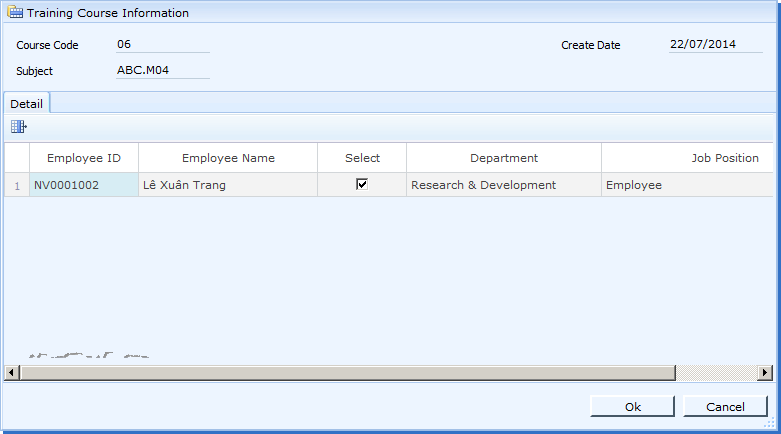 Training Course Information
Course Code 06 Create Date 22/07/2014
Subject ABC.M04
Detail
Employee ID Employee Name Select Department Job Position
1 NV0001002 Lê Xuân Trang Research & Development Employee
Ok Cancel